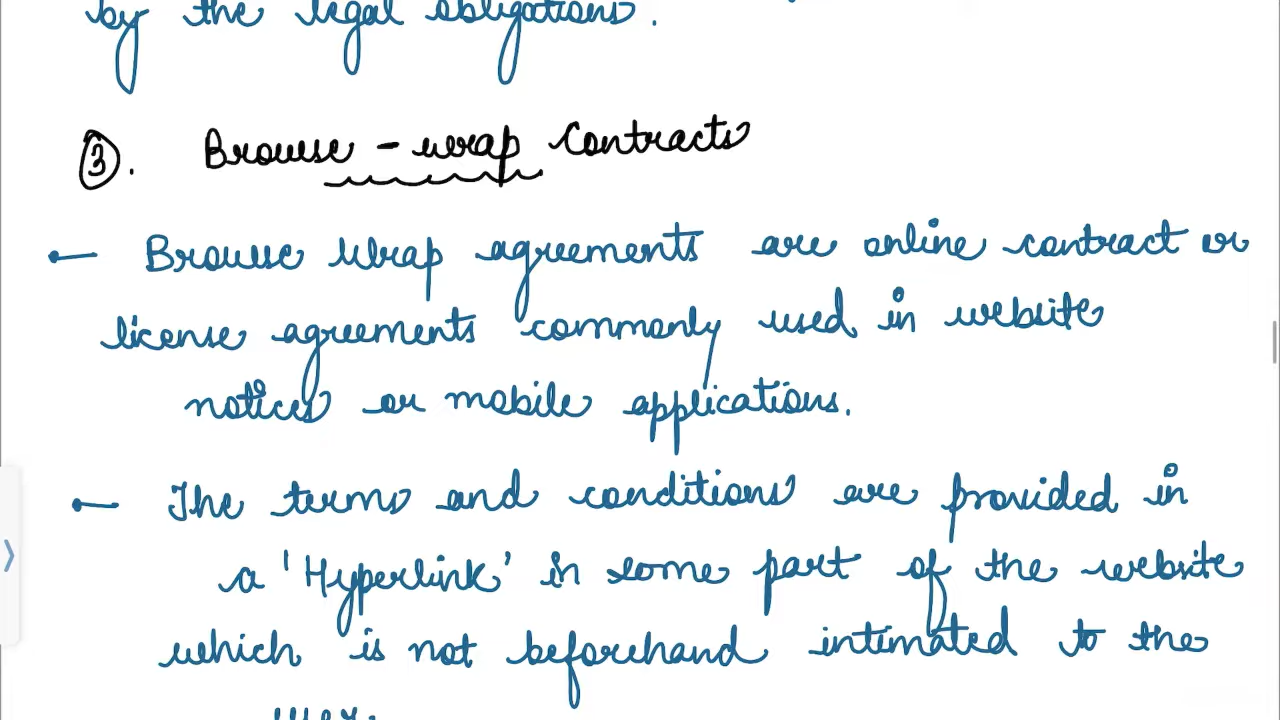 by the legal obligations.
3. Browse - wrap Contracts
Browse Wrap agreements are online contract or
license agreements commonly used in website
notices or mobile applications.
The terms and conditions are provided in
a 'Hyperlink' in some part of the website
which is not beforehand intimated to the
user.